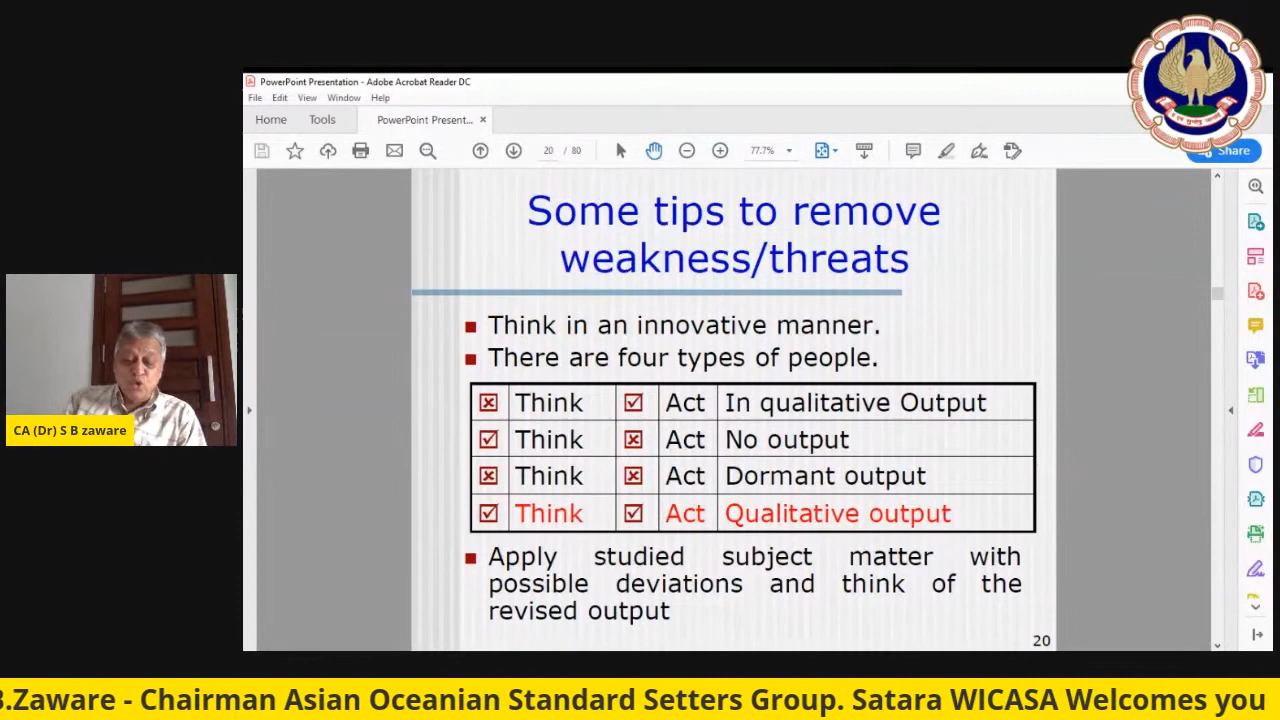 PowerPoint Presentation - Adobe Acrobat Reader DC
File Edit View Window Help
Home Tools PowerPoint Present... ×
20 / 80 77.7% Share
Some tips to remove
weakness/threats
Think in an innovative manner.
There are four types of people.
☒ Think ☑ Act In qualitative Output
☑ Think ☒ Act No output
☒ Think ☒ Act Dormant output
☑ Think ☑ Act Qualitative output
Apply studied subject matter with
possible deviations and think of the
revised output
20
CA (Dr) S B zaware
B.Zaware - Chairman Asian Oceanian Standard Setters Group. Satara WICASA Welcomes you